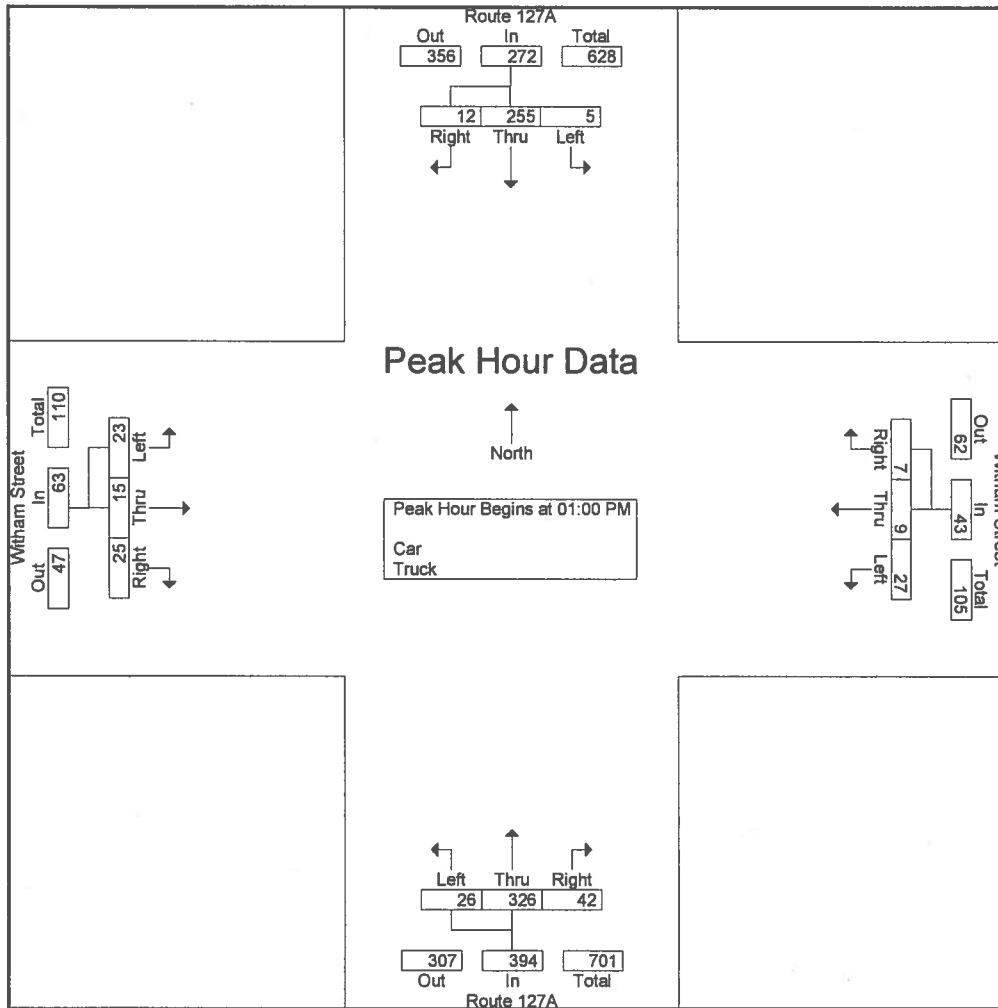 Route 127A
Out In Total
356 272 628
12 255 5
Right Thru Left
Peak Hour Data
North
Peak Hour Begins at 01:00 PM
Car
Truck
Witham Street
Out In Total
47 63 110
25 15 23
Right Thru Left
Out In Total
62 43 105
7 9 27
Right Thru Left
Left Thru Right
26 326 42
307 394 701
Out In Total
Route 127A